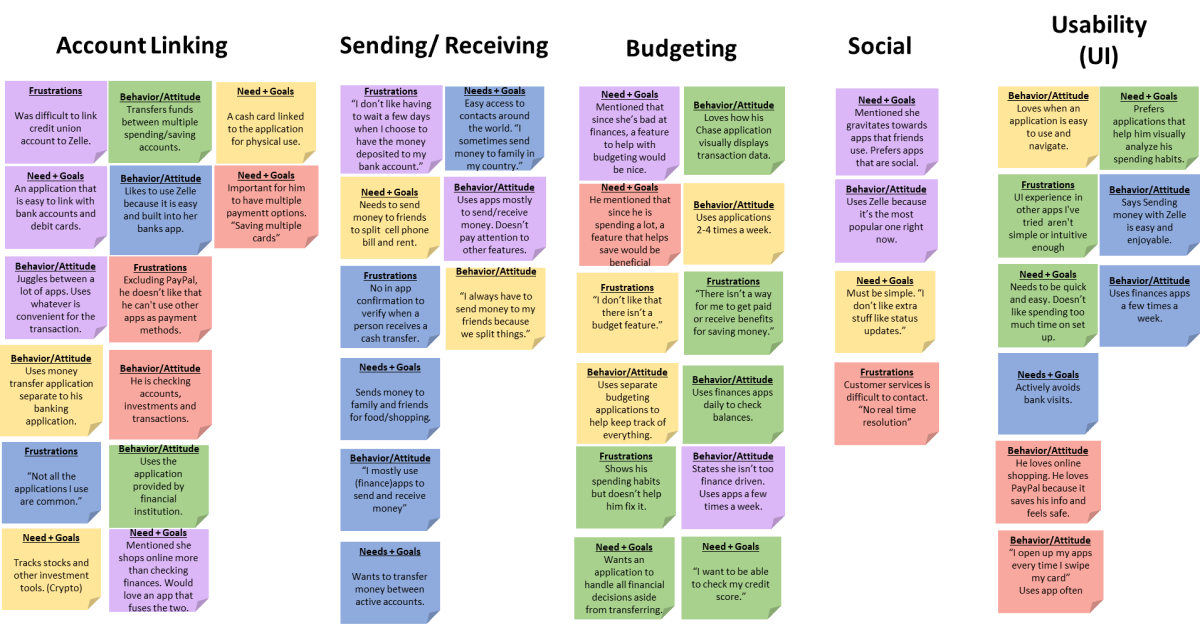 Account Linking
Frustrations
Was difficult to link
credit union
account to Zelle.
Behavior/Attitude
Transfers funds
between multiple
spending/saving
accounts.
Need + Goals
A cash card linked
to the application
for physical use.
Need + Goals
An application that
is easy to link with
bank accounts and
debit cards.
Behavior/Attitude
Likes to use Zelle
because it is easy
and built into her
banks app.
Need + Goals
Important for him
to have multiple
paymentt options.
“Saving multiple
cards”
Behavior/Attitude
Juggles between a
lot of apps. Uses
whatever is
convenient for the
transaction.
Frustrations
Excluding PayPal,
he doesn’t like that
he can’t use other
apps as payment
methods.
Behavior/Attitude
Uses money
transfer application
separate to his
banking
application.
Behavior/Attitude
He is checking
accounts,
investments and
transactions.
Frustrations
“Not all the
applications I use
are common.”
Behavior/Attitude
Uses the
application
provided by
financial
institution.
Need + Goals
Tracks stocks and
other investment
tools. (Crypto)
Need + Goals
Mentioned she
shops online more
than checking
finances. Would
love an app that
fuses the two.
Sending/ Receiving
Frustrations
“I don’t like having
to wait a few days
when I choose to
have the money
deposited to my
bank account.”
Needs + Goals
Easy access to
contacts around
the world. “I
sometimes send
money to family in
my country.”
Need + Goals
Needs to send
money to friends
to split cell phone
bill and rent.
Behavior/Attitude
Uses apps mostly
to send/receive
money. Doesn’t
pay attention to
other features.
Frustrations
No in app
confirmation to
verify when a
person receives a
cash transfer.
Behavior/Attitude
“I always have to
send money to my
friends because
we split things.”
Needs + Goals
Sends money to
family and friends
for food/shopping.
Behavior/Attitude
“I mostly use
(finance)apps to
send and receive
money”
Needs + Goals
Wants to transfer
money between
active accounts.
Budgeting
Need + Goals
Mentioned that
since she’s bad at
finances, a feature
to help with
budgeting would
be nice.
Behavior/Attitude
Loves how his
Chase application
visually displays
transaction data.
Need + Goals
He mentioned that
since he is
spending a lot, a
feature that helps
save would be
beneficial
Behavior/Attitude
Uses applications
2-4 times a week.
Frustrations
“I don’t like that
there isn’t a
budget feature.”
Frustrations
“There isn’t a way
for me to get paid
or receive benefits
for saving money.”
Behavior/Attitude
Uses separate
budgeting
applications to
help keep track of
everything.
Behavior/Attitude
Uses finances apps
daily to check
balances.
Frustrations
Shows his
spending habits
but doesn’t help
him fix it.
Behavior/Attitude
States she isn’t too
finance driven.
Uses apps a few
times a week.
Need + Goals
Wants an
application to
handle all financial
decisions aside
from transferring.
Need + Goals
“I want to be able
to check my credit
score.”
Social
Need + Goals
Mentioned she
gravitates towards
apps that friends
use. Prefers apps
that are social.
Behavior/Attitude
Uses Zelle because
it’s the most
popular one right
now.
Need + Goals
Must be simple. “I
don’t like extra
stuff like status
updates.”
Frustrations
Customer services is
difficult to contact.
“No real time
resolution”
Usability
(UI)
Behavior/Attitude
Loves when an
application is easy
to use and
navigate.
Need + Goals
Prefers
applications that
help him visually
analyze his
spending habits.
Frustrations
UI experience in
other apps I’ve
tried aren’t
simple or intuitive
enough
Behavior/Attitude
Says Sending
money with Zelle
is easy and
enjoyable.
Need + Goals
Needs to be quick
and easy. Doesn’t
like spending too
much time on set
up.
Behavior/Attitude
Uses finances apps
a few times a
week.
Needs + Goals
Actively avoids
bank visits.
Behavior/Attitude
He loves online
shopping. He loves
PayPal because it
saves his info and
feels safe.
Behavior/Attitude
“I open up my apps
every time I swipe
my card”
Uses app often